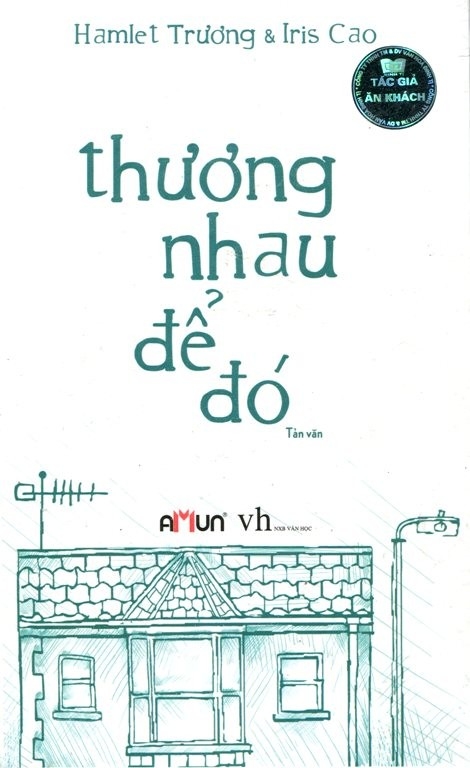 Hamlet Trương & Iris Cao
TÁC GIẢ
ĂN KHÁCH
thương
nhau
để
đó
Tản văn
AMUN® vh NXB VĂN HỌC